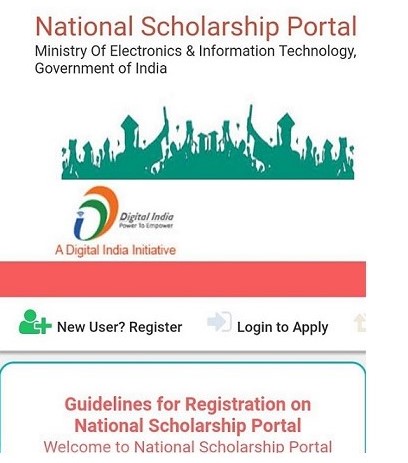 National Scholarship Portal
Ministry Of Electronics & Information Technology,
Government of India
Digital India
Power To Empower
A Digital India Initiative
New User? Register
Login to Apply
Guidelines for Registration on
National Scholarship Portal
Welcome to National Scholarship Portal